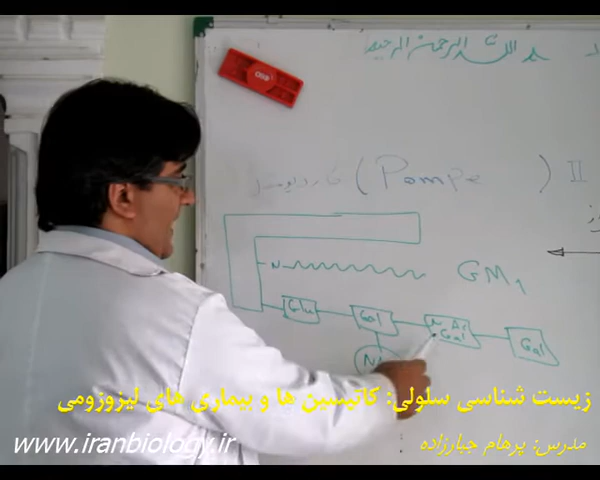 بسم الله الرحمن الرحیم
(Pompe) II
N
GM1
Glu Gal N Ac Gal Gal
زیست شناسی سلولی: کاتپسین ها و بیماری های لیزوزومی
مدرس: پرهام جبارزاده
www.iranbiology.ir